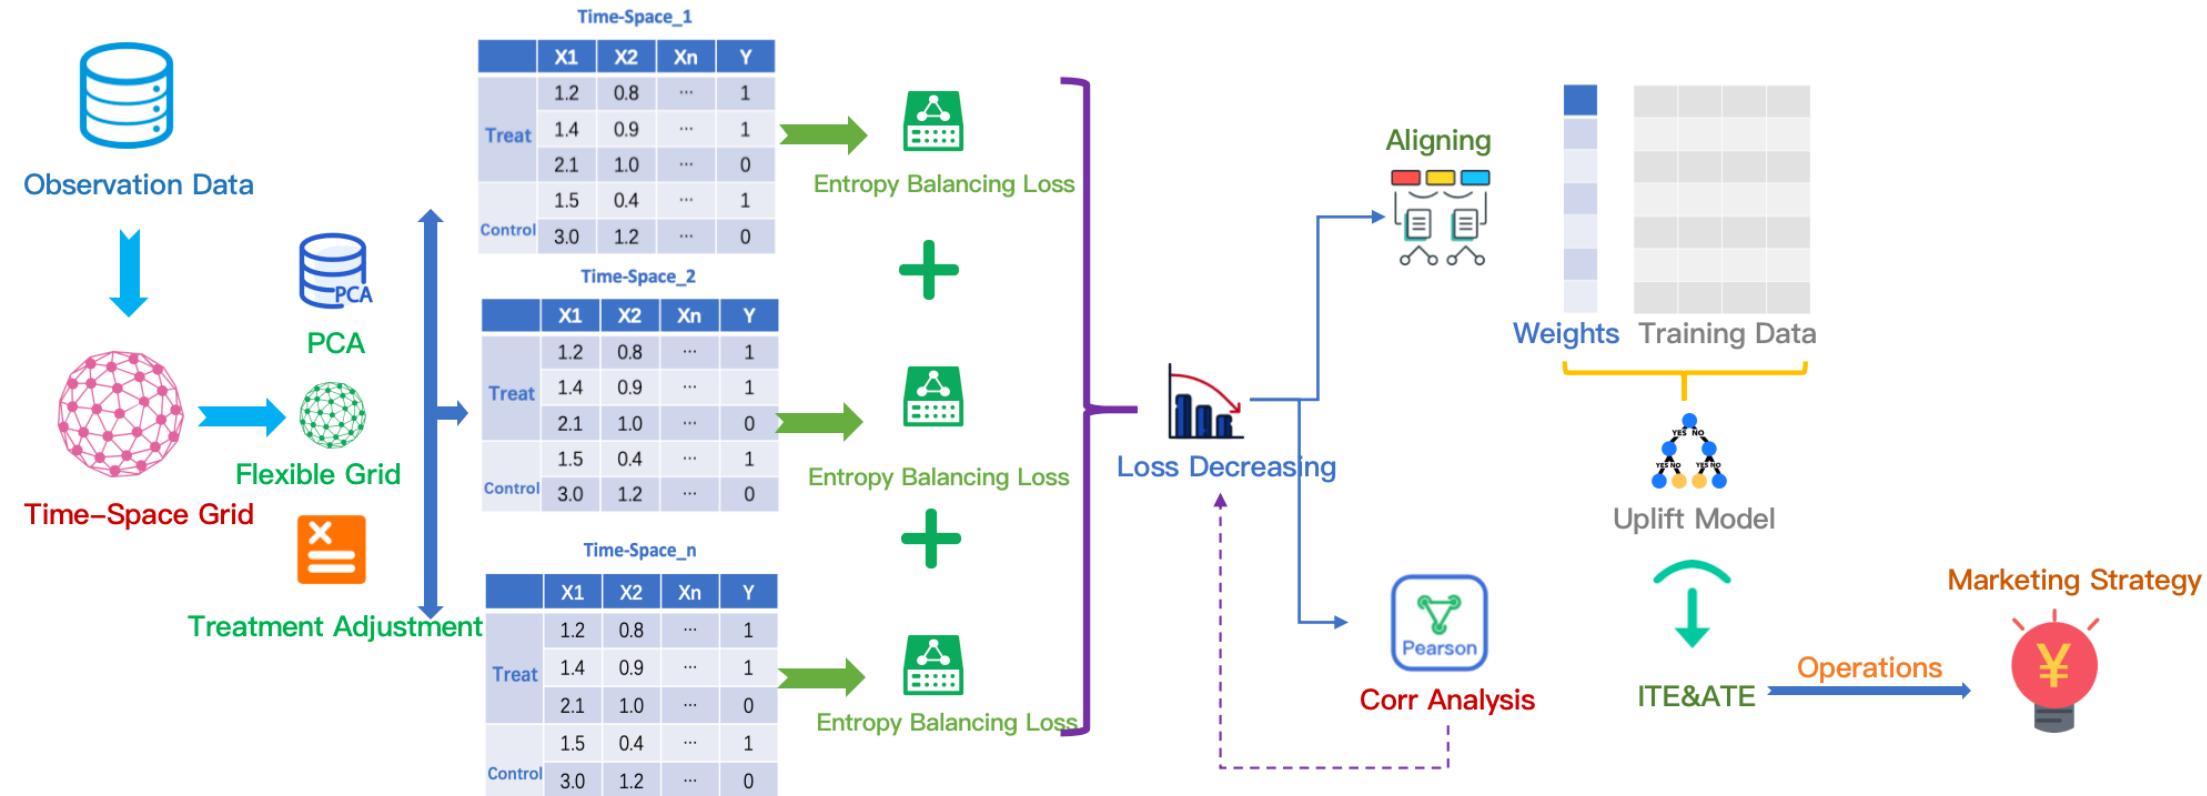 Observation Data
Time-Space Grid
PCA
PCA
Flexible Grid
Treatment Adjustment
Time-Space_1
X1 X2 Xn Y
Treat
1.2 0.8 ... 1
1.4 0.9 ... 1
2.1 1.0 ... 0
Control
1.5 0.4 ... 1
3.0 1.2 ... 0
Time-Space_2
X1 X2 Xn Y
Treat
1.2 0.8 ... 1
1.4 0.9 ... 1
2.1 1.0 ... 0
Control
1.5 0.4 ... 1
3.0 1.2 ... 0
Time-Space_n
X1 X2 Xn Y
Treat
1.2 0.8 ... 1
1.4 0.9 ... 1
2.1 1.0 ... 0
Control
1.5 0.4 ... 1
3.0 1.2 ... 0
Entropy Balancing Loss
+
Entropy Balancing Loss
+
Entropy Balancing Loss
Loss Decreasing
Aligning
Pearson
Corr Analysis
Weights Training Data
YES NO
YES NO YES NO
Uplift Model
ITE&ATE
Operations
Marketing Strategy
¥